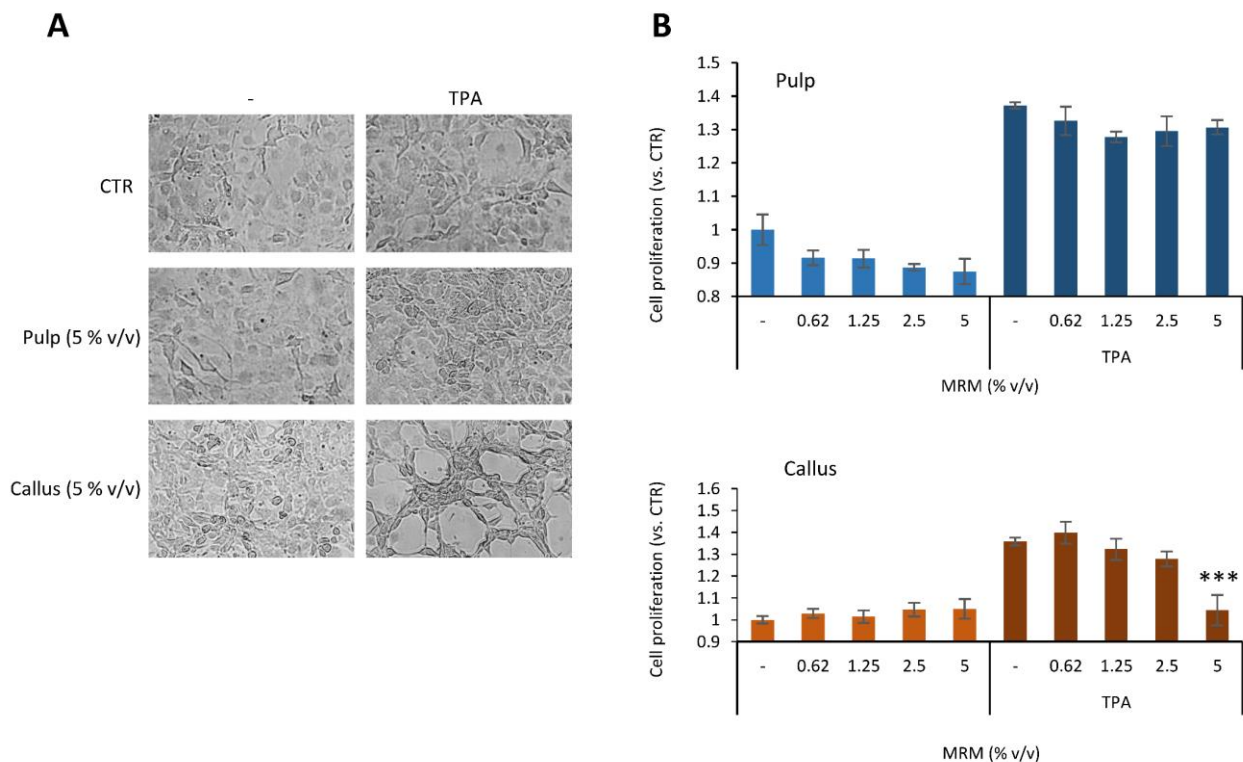 A
- TPA
CTR
Pulp (5 % v/v)
Callus (5 % v/v)
B
Pulp
Cell proliferation (vs. CTR)
1.5
1.4
1.3
1.2
1.1
1
0.9
0.8
- 0.62 1.25 2.5 5 - 0.62 1.25 2.5 5
TPA
MRM (% v/v)
Callus
Cell proliferation (vs. CTR)
1.6
1.5
1.4
1.3
1.2
1.1
1
0.9
***
- 0.62 1.25 2.5 5 - 0.62 1.25 2.5 5
TPA
MRM (% v/v)